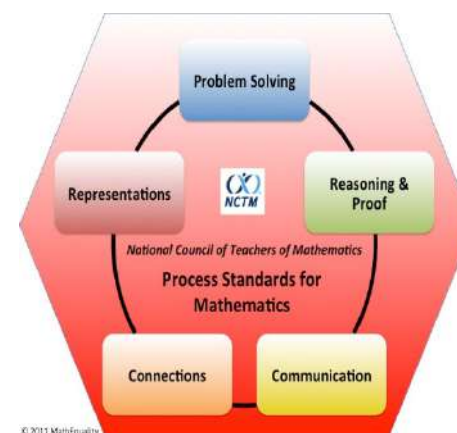 Problem Solving
Representations
NCTM
Reasoning &
Proof
National Council of Teachers of Mathematics
Process Standards for
Mathematics
Connections
Communication
© 2011 MathEquality